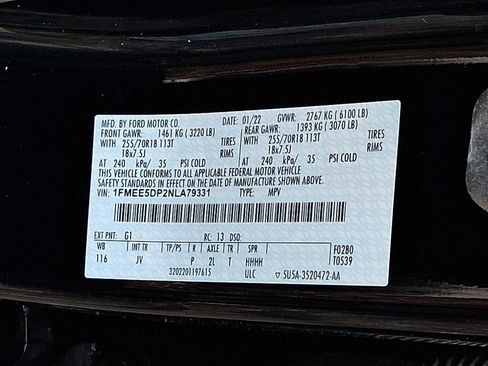 MFD. BY FORD MOTOR CO. DATE: 01/22 GVWR: 2767 KG (6100 LB)
FRONT GAWR: 1461 KG (3220 LB) REAR GAWR: 1393 KG (3070 LB)
WITH 255/70R18 113T TIRES WITH 255/70R18 113T TIRES
18x7.5J RIMS 18x7.5J RIMS
AT 240 kPa/ 35 PSI COLD AT 240 kPa/ 35 PSI COLD
THIS VEHICLE CONFORMS TO ALL APPLICABLE FEDERAL MOTOR VEHICLE
SAFETY STANDARDS IN EFFECT ON THE DATE OF MANUFACTURE SHOWN ABOVE.
VIN: 1FMEE5DP2NLA79331 TYPE: MPV
EXT PNT: G1 RC: 13 DSO:
WB INT TR TP/PS R AXLE TR SPR F0280
116 JV P 2L T HHHH T0539
3202201197615 ULC 5U5A-3520472-AA